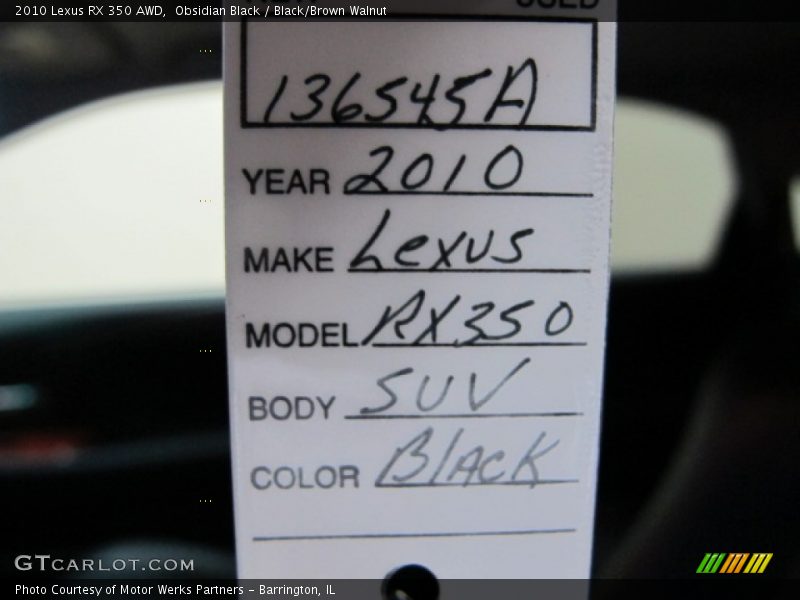 2010 Lexus RX 350 AWD, Obsidian Black / Black/Brown Walnut
USED
136545A
YEAR 2010
MAKE Lexus
MODEL RX350
BODY SUV
COLOR Black
GTCARLOT.COM
Photo Courtesy of Motor Werks Partners - Barrington, IL